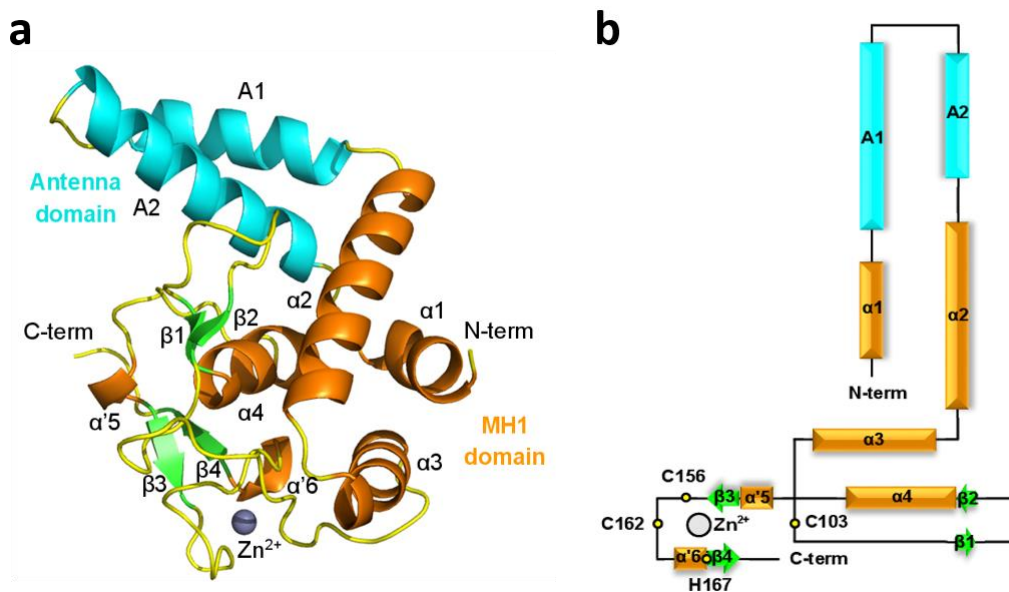 a
A1
Antenna
domain
A2
α2
α1
C-term
β1
β2
N-term
α'5
α4
MH1
domain
β3
β4
α'6
α3
Zn²⁺
b
A1
A2
α1
α2
N-term
α3
C156
β3
α'5
α4
β2
C162
Zn²⁺
C103
β1
α'6
β4
C-term
H167